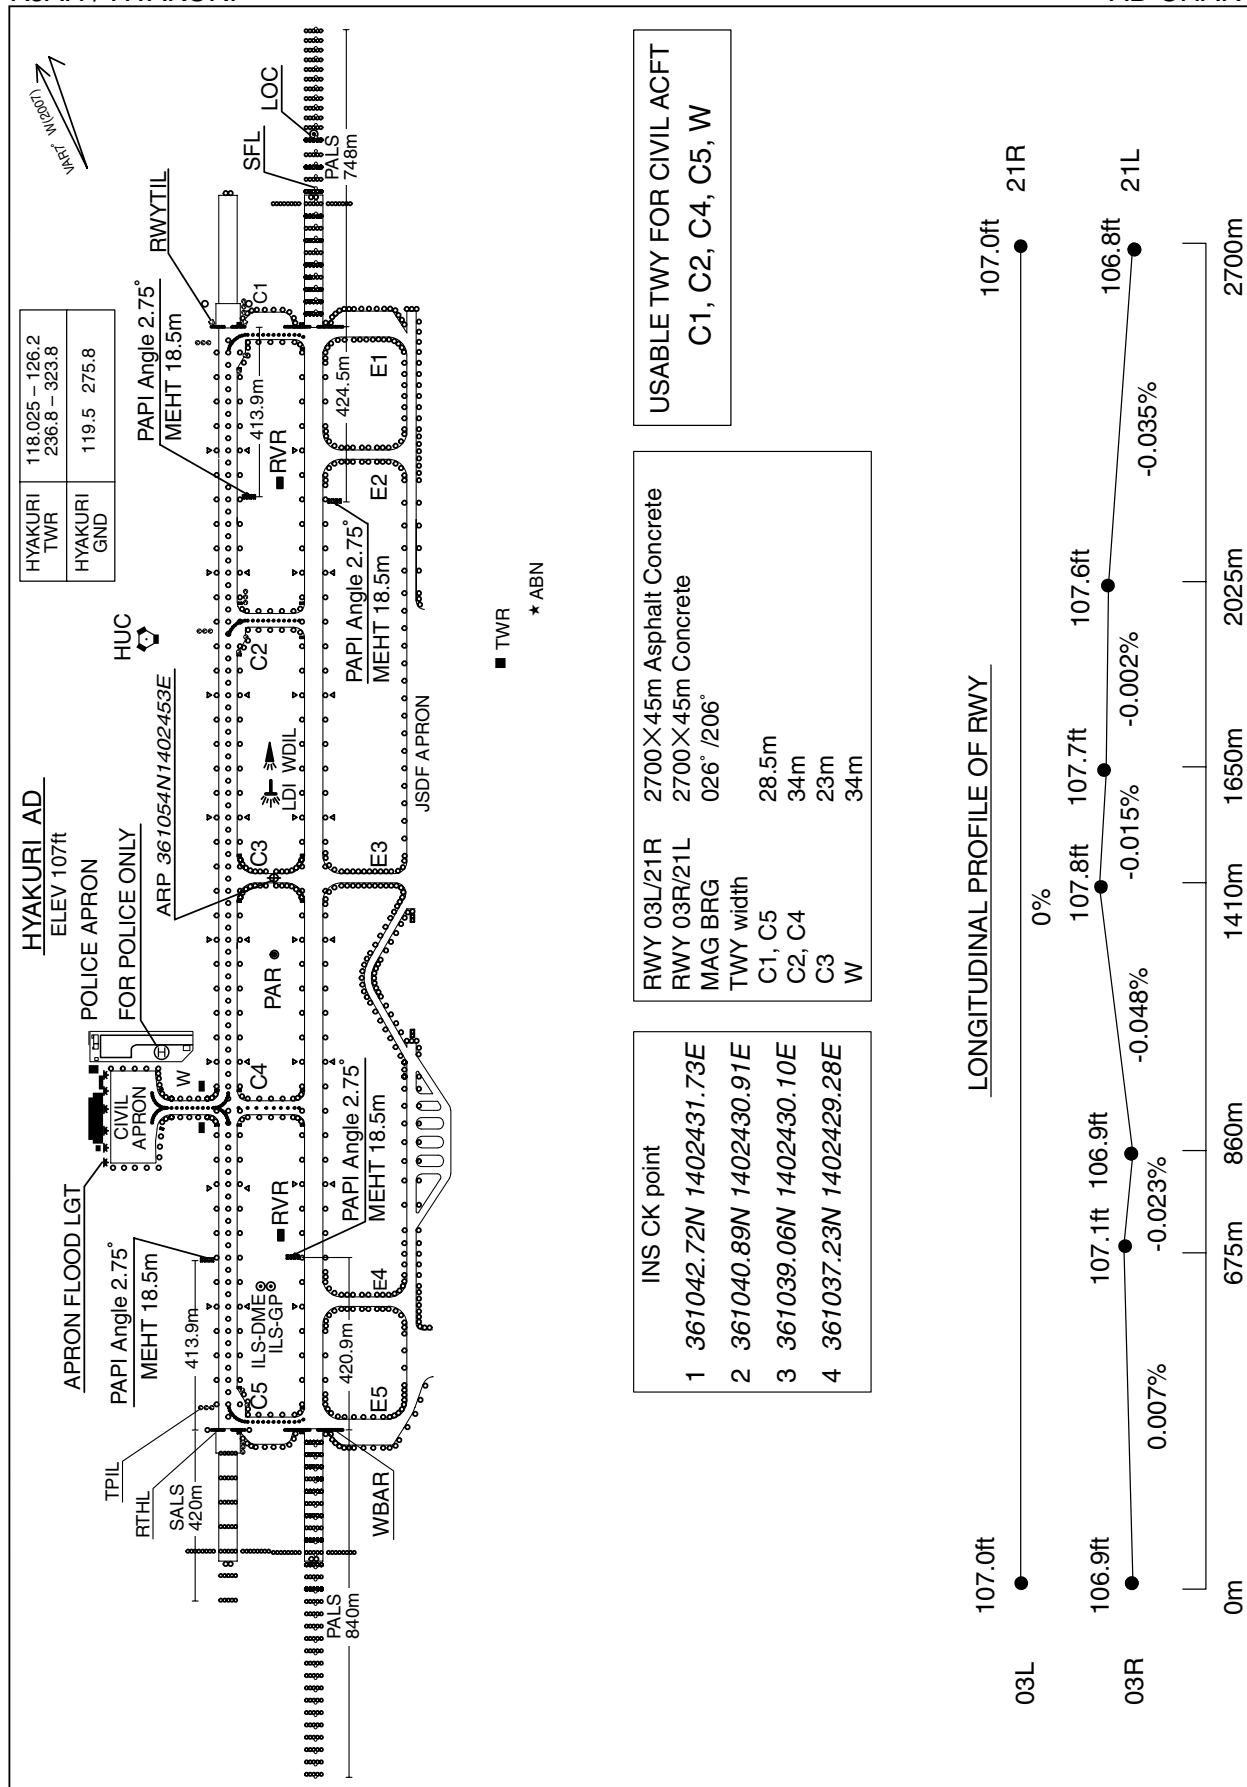 HYAKURI AD
ELEV 107ft
HYAKURI
TWR
118.025 – 126.2
236.8 – 323.8
HYAKURI
GND
119.5 275.8
VAR7° W(2007)
POLICE APRON
FOR POLICE ONLY
H
ARP 361054N1402453E
HUC
CIVIL
APRON
W
APRON FLOOD LGT
PAPI Angle 2.75°
MEHT 18.5m
413.9m
TPIL
RTHL
SALS
420m
PAPI Angle 2.75°
MEHT 18.5m
413.9m
RWYTIL
C5
C4
C3
C2
C1
ILS-DME
ILS-GP
RVR
PAR
LDI WDIL
RVR
SFL
LOC
PALS
840m
WBAR
420.9m
PAPI Angle 2.75°
MEHT 18.5m
PAPI Angle 2.75°
MEHT 18.5m
424.5m
PALS
748m
E5
E4
E3
E2
E1
JSDF APRON
TWR
ABN
INS CK point
1 361042.72N 1402431.73E
2 361040.89N 1402430.91E
3 361039.06N 1402430.10E
4 361037.23N 1402429.28E
RWY 03L/21R 2700×45m Asphalt Concrete
RWY 03R/21L 2700×45m Concrete
MAG BRG 026° /206°
TWY width
C1, C5 28.5m
C2, C4 34m
C3 23m
W 34m
USABLE TWY FOR CIVIL ACFT
C1, C2, C4, C5, W
LONGITUDINAL PROFILE OF RWY
03L
107.0ft
0%
107.0ft
21R
03R
106.9ft
0.007%
107.1ft
-0.023%
106.9ft
-0.048%
107.8ft
-0.015%
107.7ft
-0.002%
107.6ft
-0.035%
106.8ft
21L
0m
675m
860m
1410m
1650m
2025m
2700m